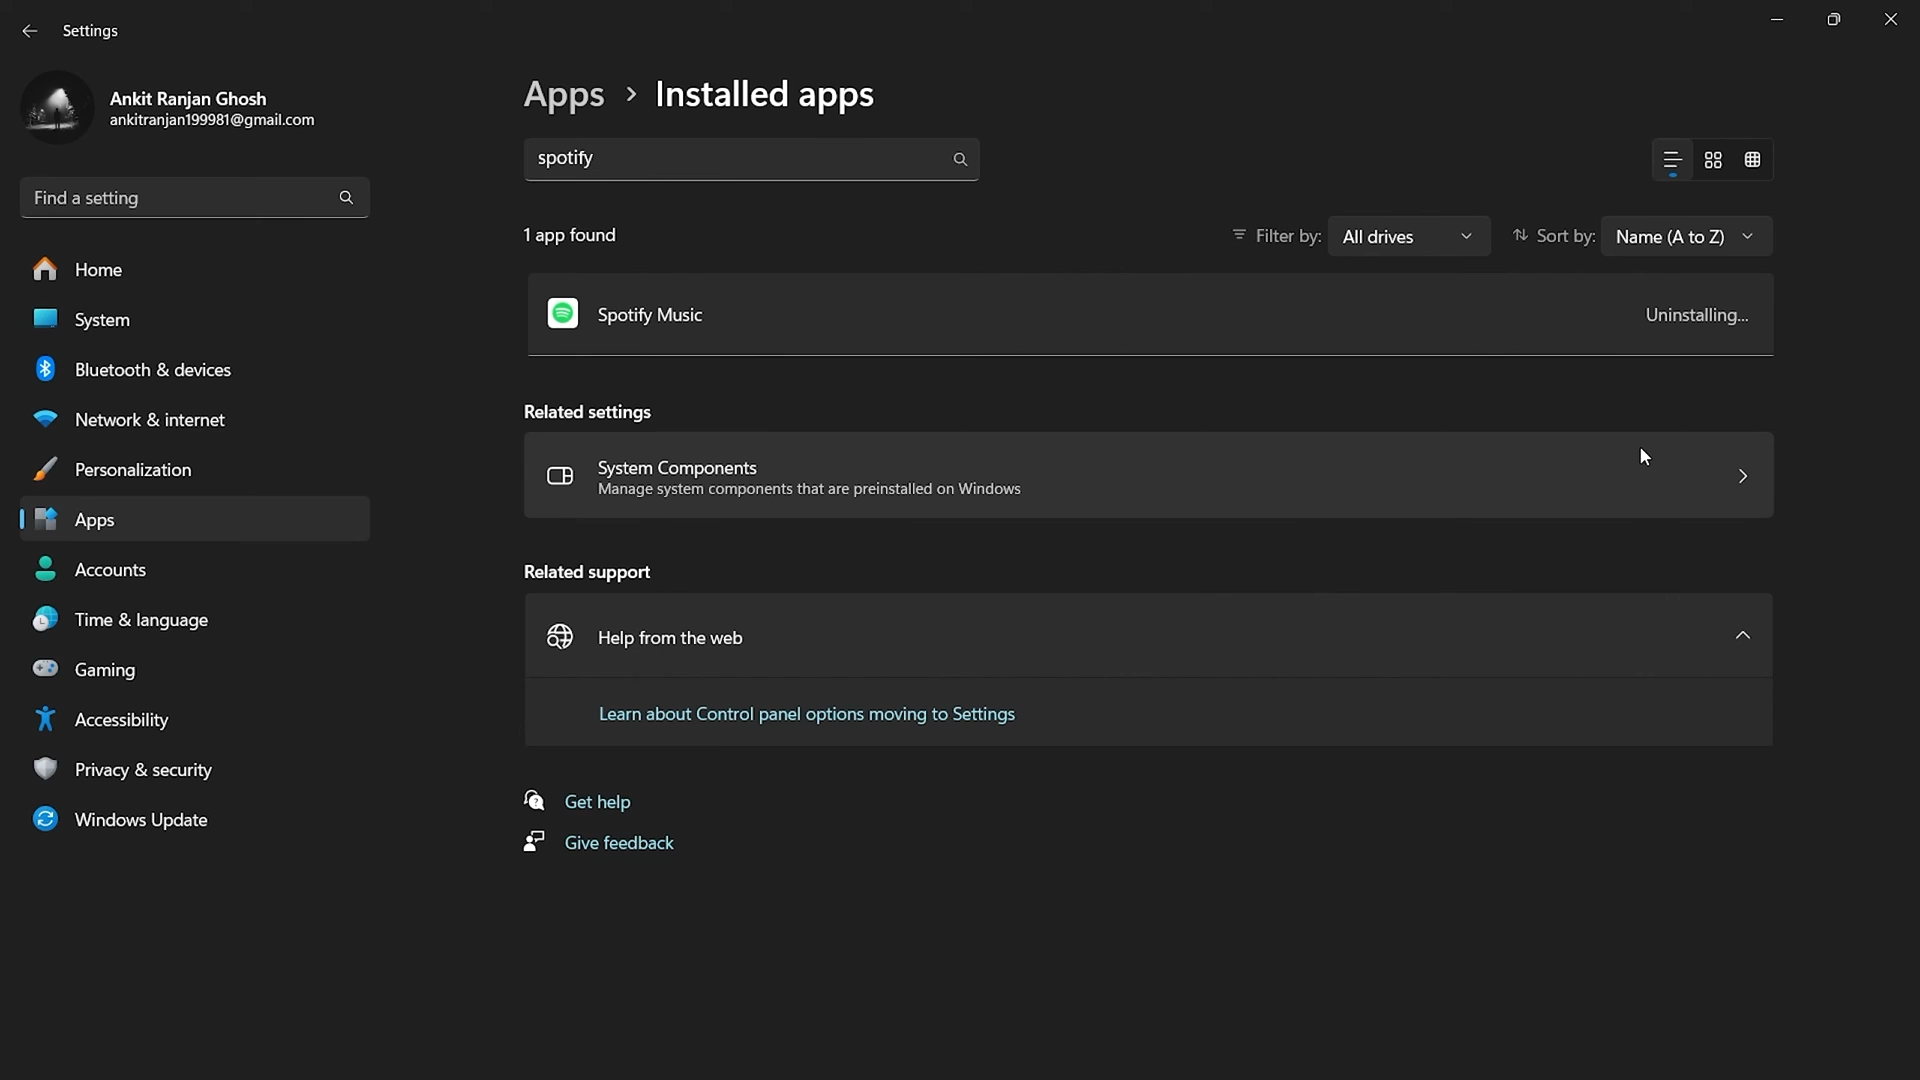 Settings
Ankit Ranjan Ghosh
ankitranjan199981@gmail.com
Find a setting
Home
System
Bluetooth & devices
Network & internet
Personalization
Apps
Accounts
Time & language
Gaming
Accessibility
Privacy & security
Windows Update
Apps > Installed apps
spotify
1 app found
Filter by: All drives
Sort by: Name (A to Z)
Spotify Music
Uninstalling...
Related settings
System Components
Manage system components that are preinstalled on Windows
Related support
Help from the web
Learn about Control panel options moving to Settings
Get help
Give feedback